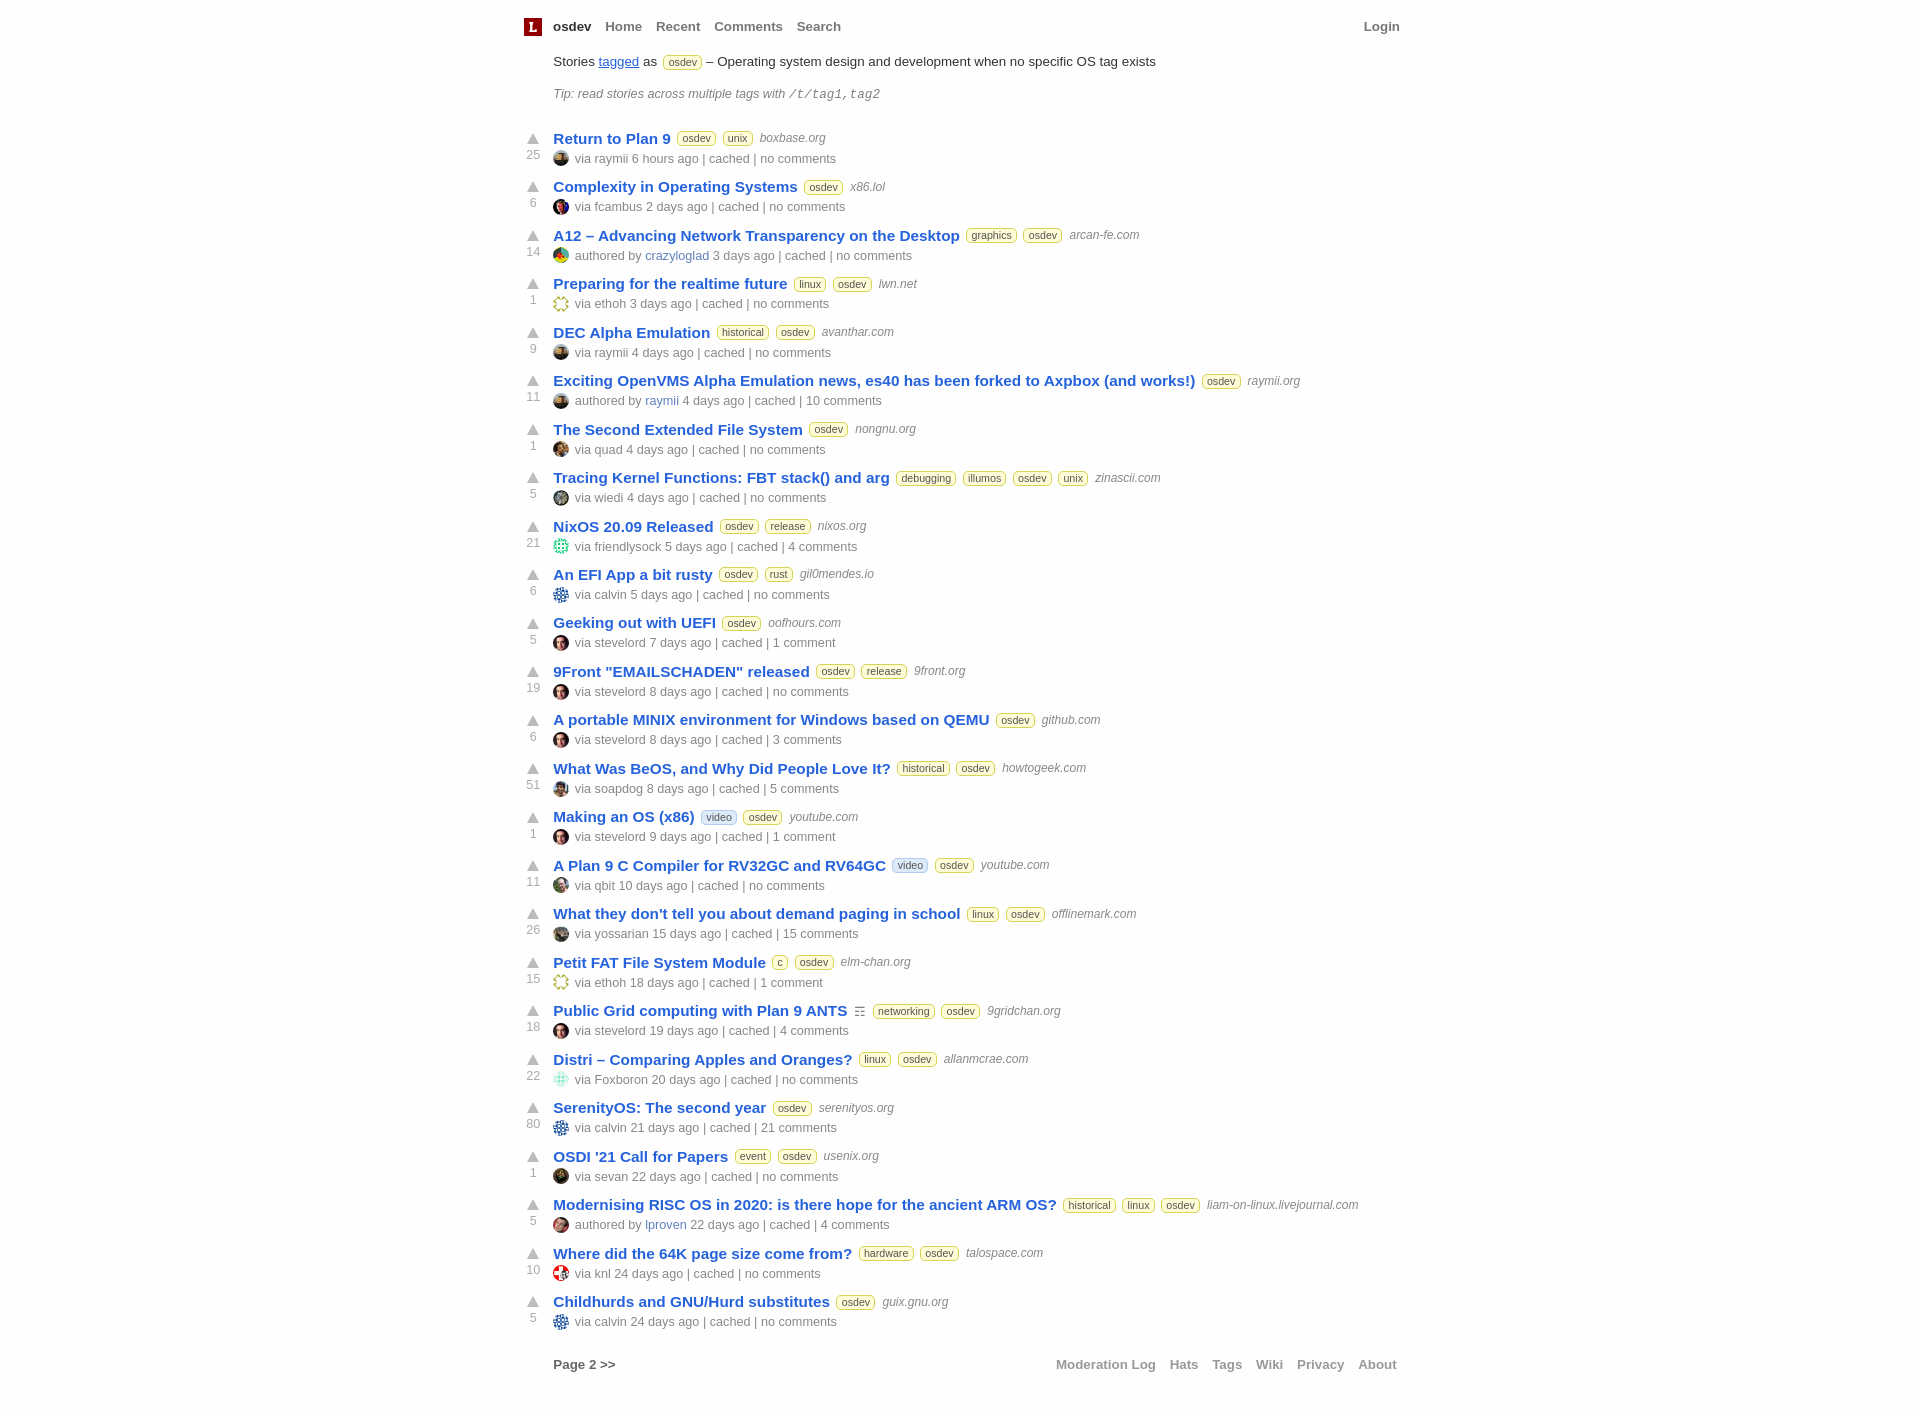 L osdev Home Recent Comments Search Login
Stories tagged as osdev – Operating system design and development when no specific OS tag exists
Tip: read stories across multiple tags with /t/tag1,tag2
Return to Plan 9 osdev unix boxbase.org
25 via raymii 6 hours ago | cached | no comments
Complexity in Operating Systems osdev x86.lol
6 via fcambus 2 days ago | cached | no comments
A12 – Advancing Network Transparency on the Desktop graphics osdev arcan-fe.com
14 authored by crazyloglad 3 days ago | cached | no comments
Preparing for the realtime future linux osdev lwn.net
1 via ethoh 3 days ago | cached | no comments
DEC Alpha Emulation historical osdev avanthar.com
9 via raymii 4 days ago | cached | no comments
Exciting OpenVMS Alpha Emulation news, es40 has been forked to Axpbox (and works!) osdev raymii.org
11 authored by raymii 4 days ago | cached | 10 comments
The Second Extended File System osdev nongnu.org
1 via quad 4 days ago | cached | no comments
Tracing Kernel Functions: FBT stack() and arg debugging illumos osdev unix zinascii.com
5 via wiedi 4 days ago | cached | no comments
NixOS 20.09 Released osdev release nixos.org
21 via friendlysock 5 days ago | cached | 4 comments
An EFI App a bit rusty osdev rust gil0mendes.io
6 via calvin 5 days ago | cached | no comments
Geeking out with UEFI osdev oofhours.com
5 via stevelord 7 days ago | cached | 1 comment
9Front "EMAILSCHADEN" released osdev release 9front.org
19 via stevelord 8 days ago | cached | no comments
A portable MINIX environment for Windows based on QEMU osdev github.com
6 via stevelord 8 days ago | cached | 3 comments
What Was BeOS, and Why Did People Love It? historical osdev howtogeek.com
51 via soapdog 8 days ago | cached | 5 comments
Making an OS (x86) video osdev youtube.com
1 via stevelord 9 days ago | cached | 1 comment
A Plan 9 C Compiler for RV32GC and RV64GC video osdev youtube.com
11 via qbit 10 days ago | cached | no comments
What they don't tell you about demand paging in school linux osdev offlinemark.com
26 via yossarian 15 days ago | cached | 15 comments
Petit FAT File System Module c osdev elm-chan.org
15 via ethoh 18 days ago | cached | 1 comment
Public Grid computing with Plan 9 ANTS ☶ networking osdev 9gridchan.org
18 via stevelord 19 days ago | cached | 4 comments
Distri – Comparing Apples and Oranges? linux osdev allanmcrae.com
22 via Foxboron 20 days ago | cached | no comments
SerenityOS: The second year osdev serenityos.org
80 via calvin 21 days ago | cached | 21 comments
OSDI '21 Call for Papers event osdev usenix.org
1 via sevan 22 days ago | cached | no comments
Modernising RISC OS in 2020: is there hope for the ancient ARM OS? historical linux osdev liam-on-linux.livejournal.com
5 authored by lproven 22 days ago | cached | 4 comments
Where did the 64K page size come from? hardware osdev talospace.com
10 via knl 24 days ago | cached | no comments
Childhurds and GNU/Hurd substitutes osdev guix.gnu.org
5 via calvin 24 days ago | cached | no comments
Page 2 >> Moderation Log Hats Tags Wiki Privacy About